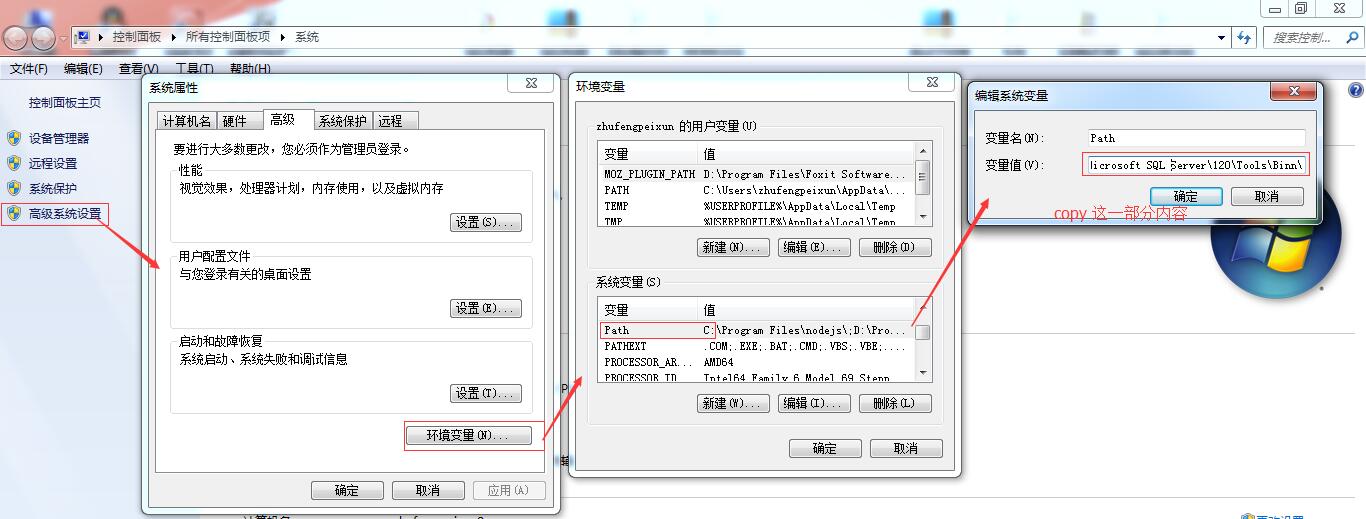 控制面板 ▸ 所有控制面板项 ▸ 系统
搜索控制...
文件(F) 编辑(E) 查看(V) 工具(T) 帮助(H)
控制面板主页
设备管理器
远程设置
系统保护
高级系统设置
系统属性
计算机名 硬件 高级 系统保护 远程
要进行大多数更改，您必须作为管理员登录。
性能
视觉效果，处理器计划，内存使用，以及虚拟内存
设置(S)...
用户配置文件
与您登录有关的桌面设置
设置(E)...
启动和故障恢复
系统启动、系统失败和调试信息
设置(T)...
环境变量(N)...
确定 取消 应用(A)
环境变量
zhufengpeixun 的用户变量(U)
变量 值
MOZ_PLUGIN_PATH D:\Program Files\Foxit Software...
PATH C:\Users\zhufengpeixun\AppData\...
TEMP %USERPROFILE%\AppData\Local\Temp
TMP %USERPROFILE%\AppData\Local\Temp
新建(N)... 编辑(E)... 删除(D)
系统变量(S)
变量 值
Path C:\Program Files\nodejs\;D:\Pro...
PATHEXT .COM;.EXE;.BAT;.CMD;.VBS;.VBE;....
PROCESSOR_AR... AMD64
PROCESSOR_ID Intel64 Family 6 Model 69 Stepp
新建(W)... 编辑(I)... 删除(L)
确定 取消
编辑系统变量
变量名(N): Path
变量值(V): licrosoft SQL Server\120\Tools\Binn\
确定 取消
copy 这一部分内容
计算机名
更改设置